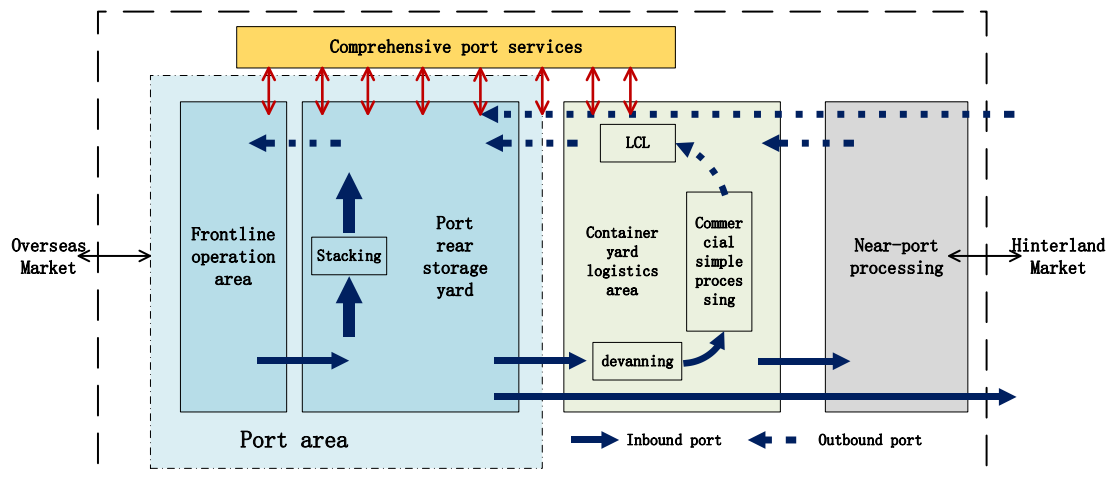 Comprehensive port services
LCL
Frontline
operation
area
Stacking
Port
rear
storage
yard
Container
yard
logistics
area
Commer
cial
simple
proces
sing
Near-port
processing
Overseas
Market
Hinterland
Market
devanning
Port area
Inbound port
Outbound port